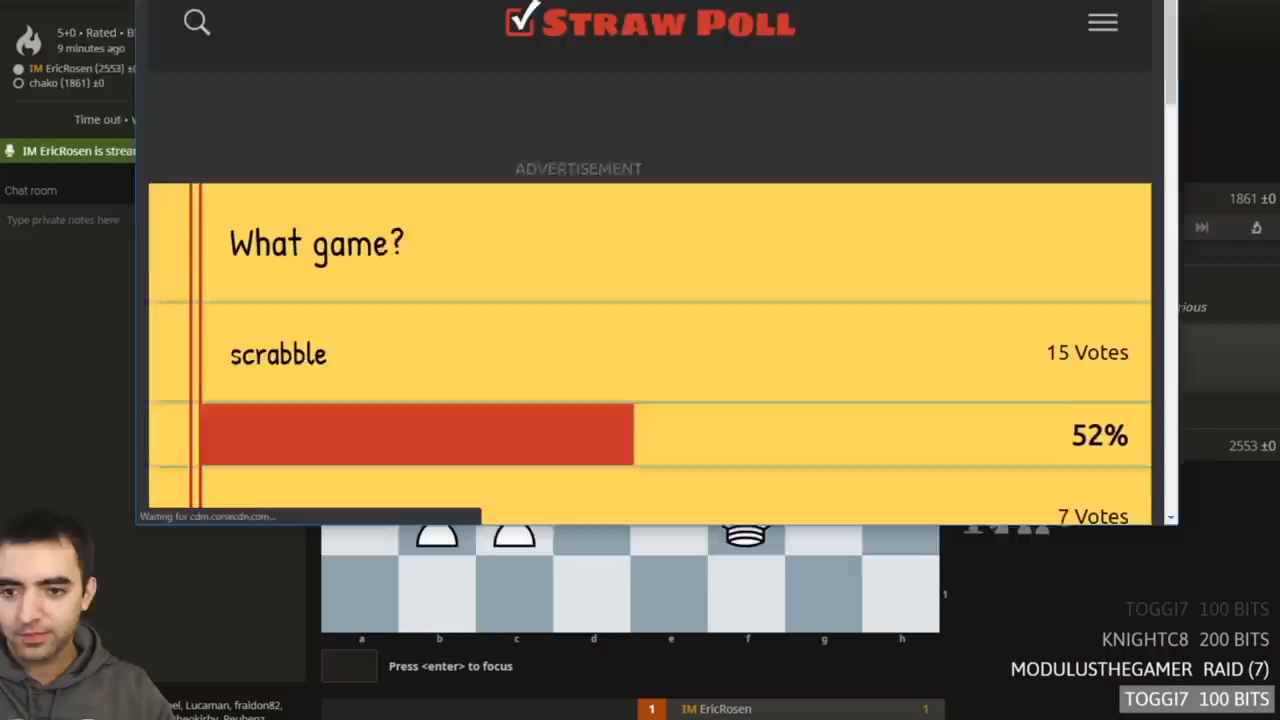 5+0 • Rated •
9 minutes ago
IM EricRosen (2553)
chako (1861) ±0
Time out •
IM EricRosen is
Chat room
Type private notes here
STRAW POLL
ADVERTISEMENT
What game?
scrabble
15 Votes
52%
7 Votes
Waiting for cdm.cursecdn.com...
1861 ±0
2553 ±0
1
a b c d e f g h
Press <enter> to focus
1 IM EricRosen 1
Lucaman, fraidon82,
TOGGI7 100 BITS
KNIGHTC8 200 BITS
MODULUSTHEGAMER RAID (7)
TOGGI7 100 BITS